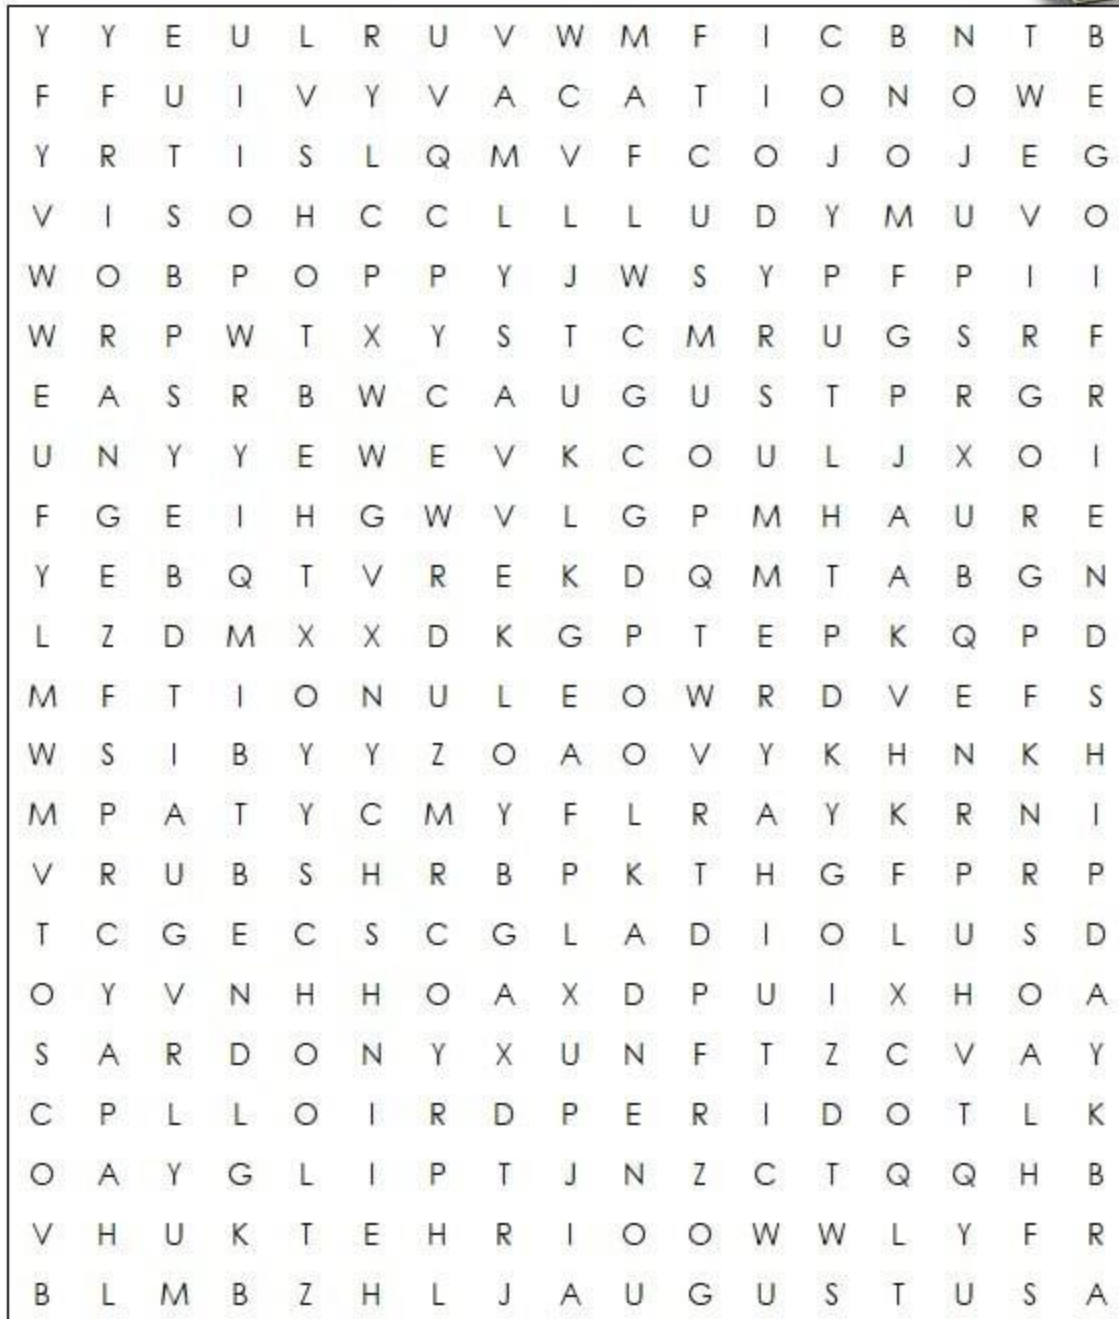 Y Y E U L R U V W M F I C B N T B
F F U I V Y V A C A T I O N O W E
Y R T I S L Q M V F C O J O J E G
V I S O H C C L L L U D Y M U V O
W O B P O P P Y J W S Y P F P I I
W R P W T X Y S T C M R U G S R F
E A S R B W C A U G U S T P R G R
U N Y Y E W E V K C O U L J X O I
F G E I H G W V L G P M H A U R E
Y E B Q T V R E K D Q M T A B G N
L Z D M X X D K G P T E P K Q P D
M F T I O N U L E O W R D V E F S
W S I B Y Y Z O A O V Y K H N K H
M P A T Y C M Y F L R A Y K R N I
V R U B S H R B P K T H G F P R P
T C G E C S C G L A D I O L U S D
O Y V N H H O A X D P U I X H O A
S A R D O N Y X U N F T Z C V A Y
C P L L O I R D P E R I D O T L K
O A Y G L I P T J N Z C T Q Q H B
V H U K T E H R I O O W W L Y F R
B L M B Z H L J A U G U S T U S A